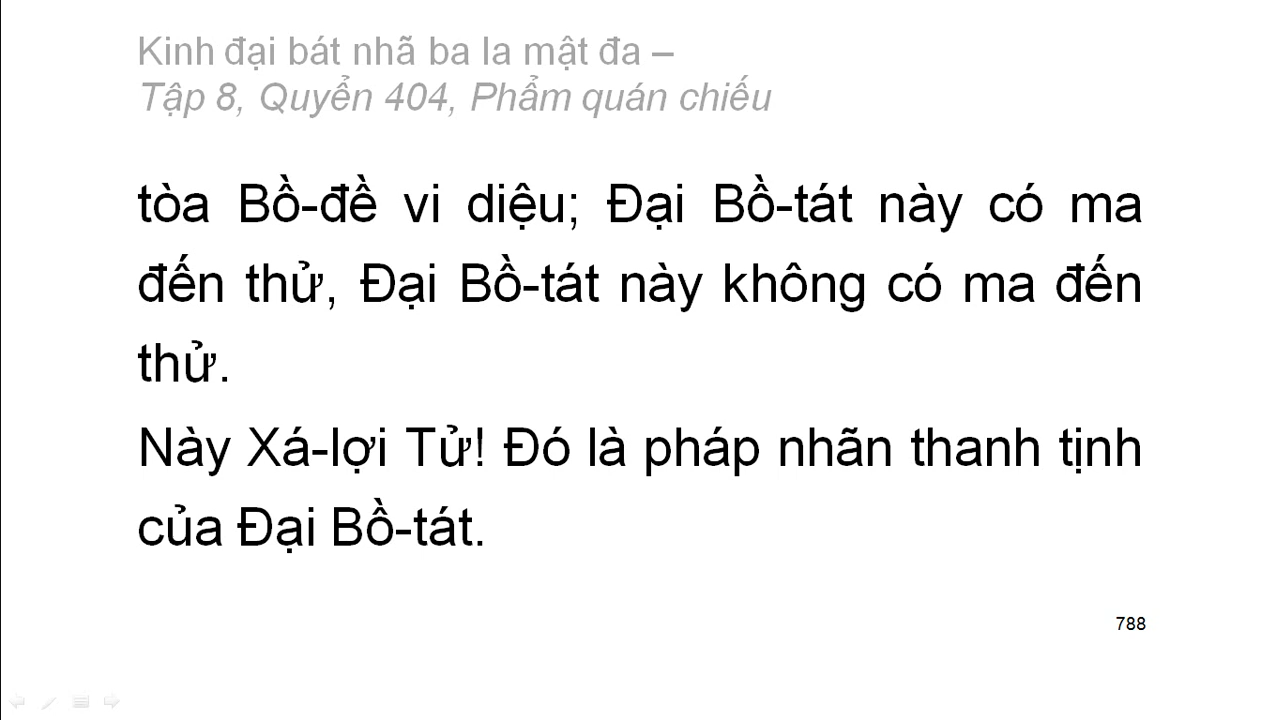 Kinh đại bát nhã ba la mật đa –
Tập 8, Quyển 404, Phẩm quán chiếu
tòa Bồ-đề vi diệu; Đại Bồ-tát này có ma
đến thử, Đại Bồ-tát này không có ma đến
thử.
Này Xá-lợi Tử! Đó là pháp nhãn thanh tịnh
của Đại Bồ-tát.
788